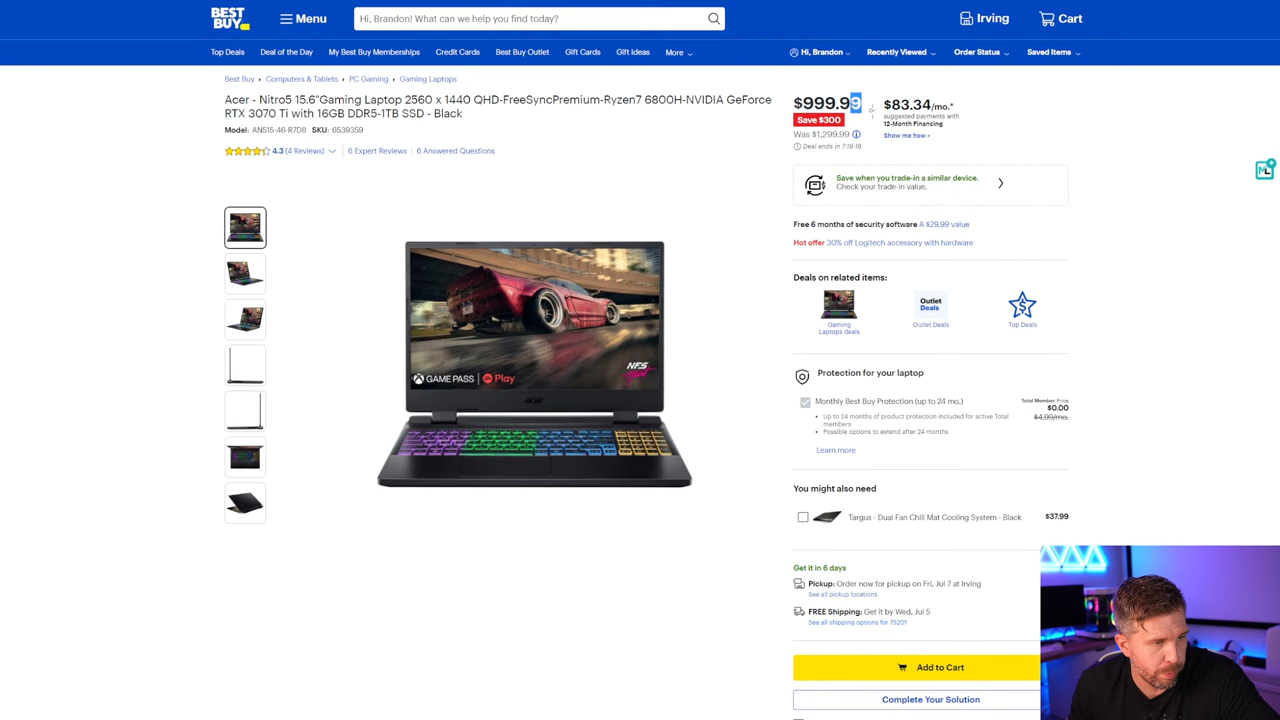 BEST BUY
Menu
Hi, Brandon! What can we help you find today?
Irving
Cart
Top Deals
Deal of the Day
My Best Buy Memberships
Credit Cards
Best Buy Outlet
Gift Cards
Gift Ideas
More
Hi, Brandon
Recently Viewed
Order Status
Saved Items
Best Buy › Computers & Tablets › PC Gaming › Gaming Laptops
Acer - Nitro5 15.6"Gaming Laptop 2560 x 1440 QHD-FreeSyncPremium-Ryzen7 6800H-NVIDIA GeForce
RTX 3070 Ti with 16GB DDR5-1TB SSD - Black
Model: AN515-46-R7D8 SKU: 6539359
4.3 (4 Reviews)
6 Expert Reviews
6 Answered Questions
GAME PASS
EA Play
NFS
acer
$999.99
Save $300
Was $1,299.99
Deal ends in 7:19:16
or
$83.34/mo.*
suggested payments with
12-Month Financing
Show me how >
Save when you trade-in a similar device.
Check your trade-in value.
Free 6 months of security software A $29.99 value
Hot offer 30% off Logitech accessory with hardware
Deals on related items:
Gaming
Laptops deals
Outlet
Deals
Outlet Deals
Top Deals
Protection for your laptop
Monthly Best Buy Protection (up to 24 mo.)
Total Member Price
$0.00
$4.99/mo.
Up to 24 months of product protection included for active Total
members
Possible options to extend after 24 months
Learn more
You might also need
Targus - Dual Fan Chill Mat Cooling System - Black
$37.99
Get it in 6 days
Pickup: Order now for pickup on Fri, Jul 7 at Irving
See all pickup locations
FREE Shipping: Get it by Wed, Jul 5
See all shipping options for 75201
Add to Cart
Complete Your Solution